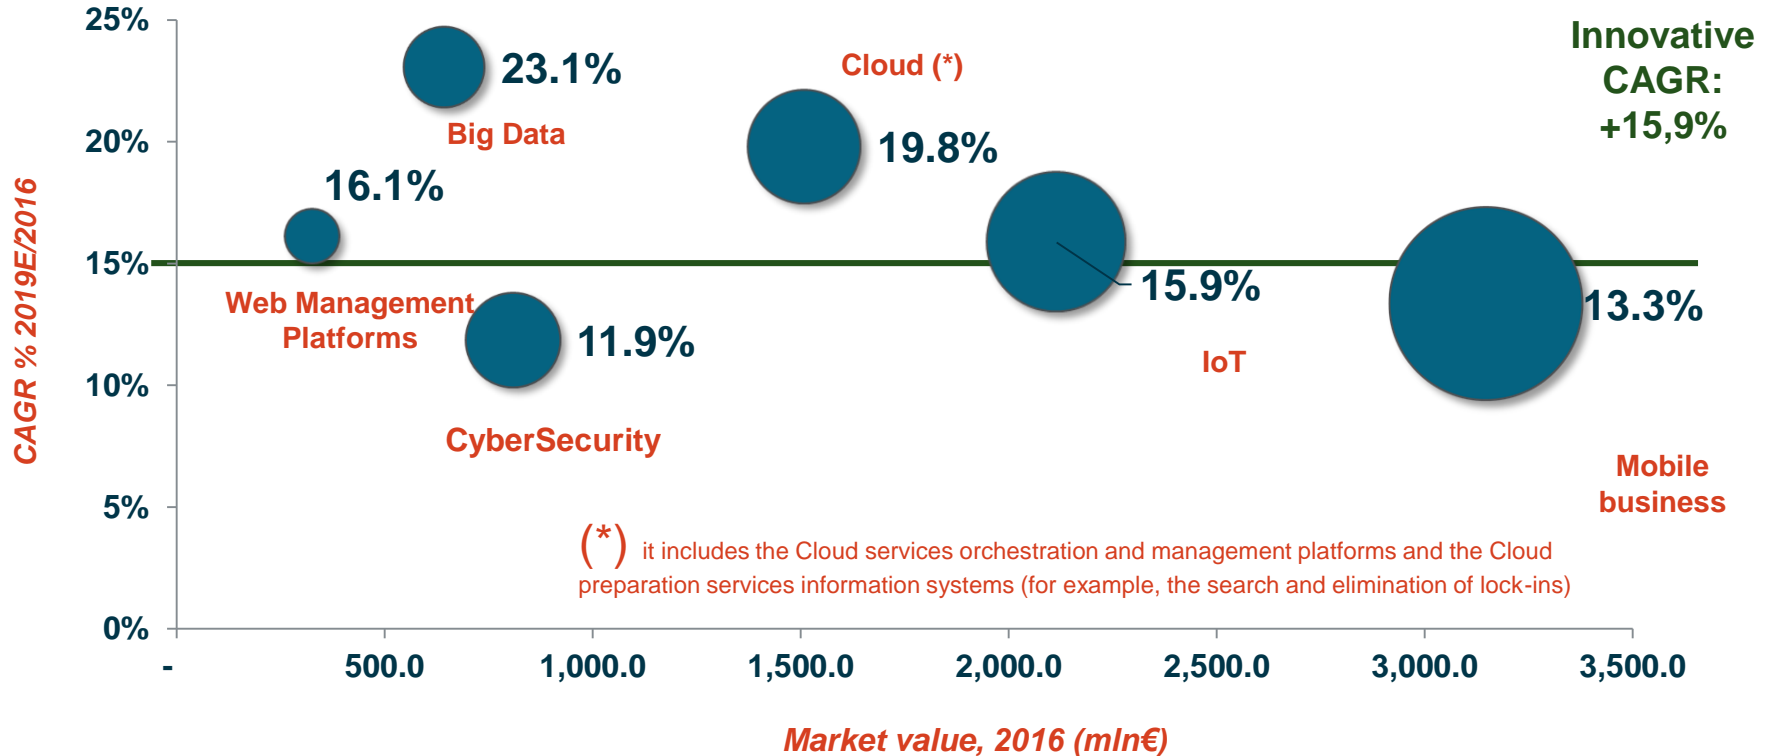 25%
20%
15%
10%
5%
0%
CAGR % 2019E/2016
23.1%
Big Data
16.1%
Web Management
Platforms
11.9%
CyberSecurity
Cloud (*)
19.8%
15.9%
IoT
13.3%
Mobile
business
Innovative
CAGR:
+15,9%
(*) it includes the Cloud services orchestration and management platforms and the Cloud
preparation services information systems (for example, the search and elimination of lock-ins)
-
500.0
1,000.0
1,500.0
2,000.0
2,500.0
3,000.0
3,500.0
Market value, 2016 (mln€)